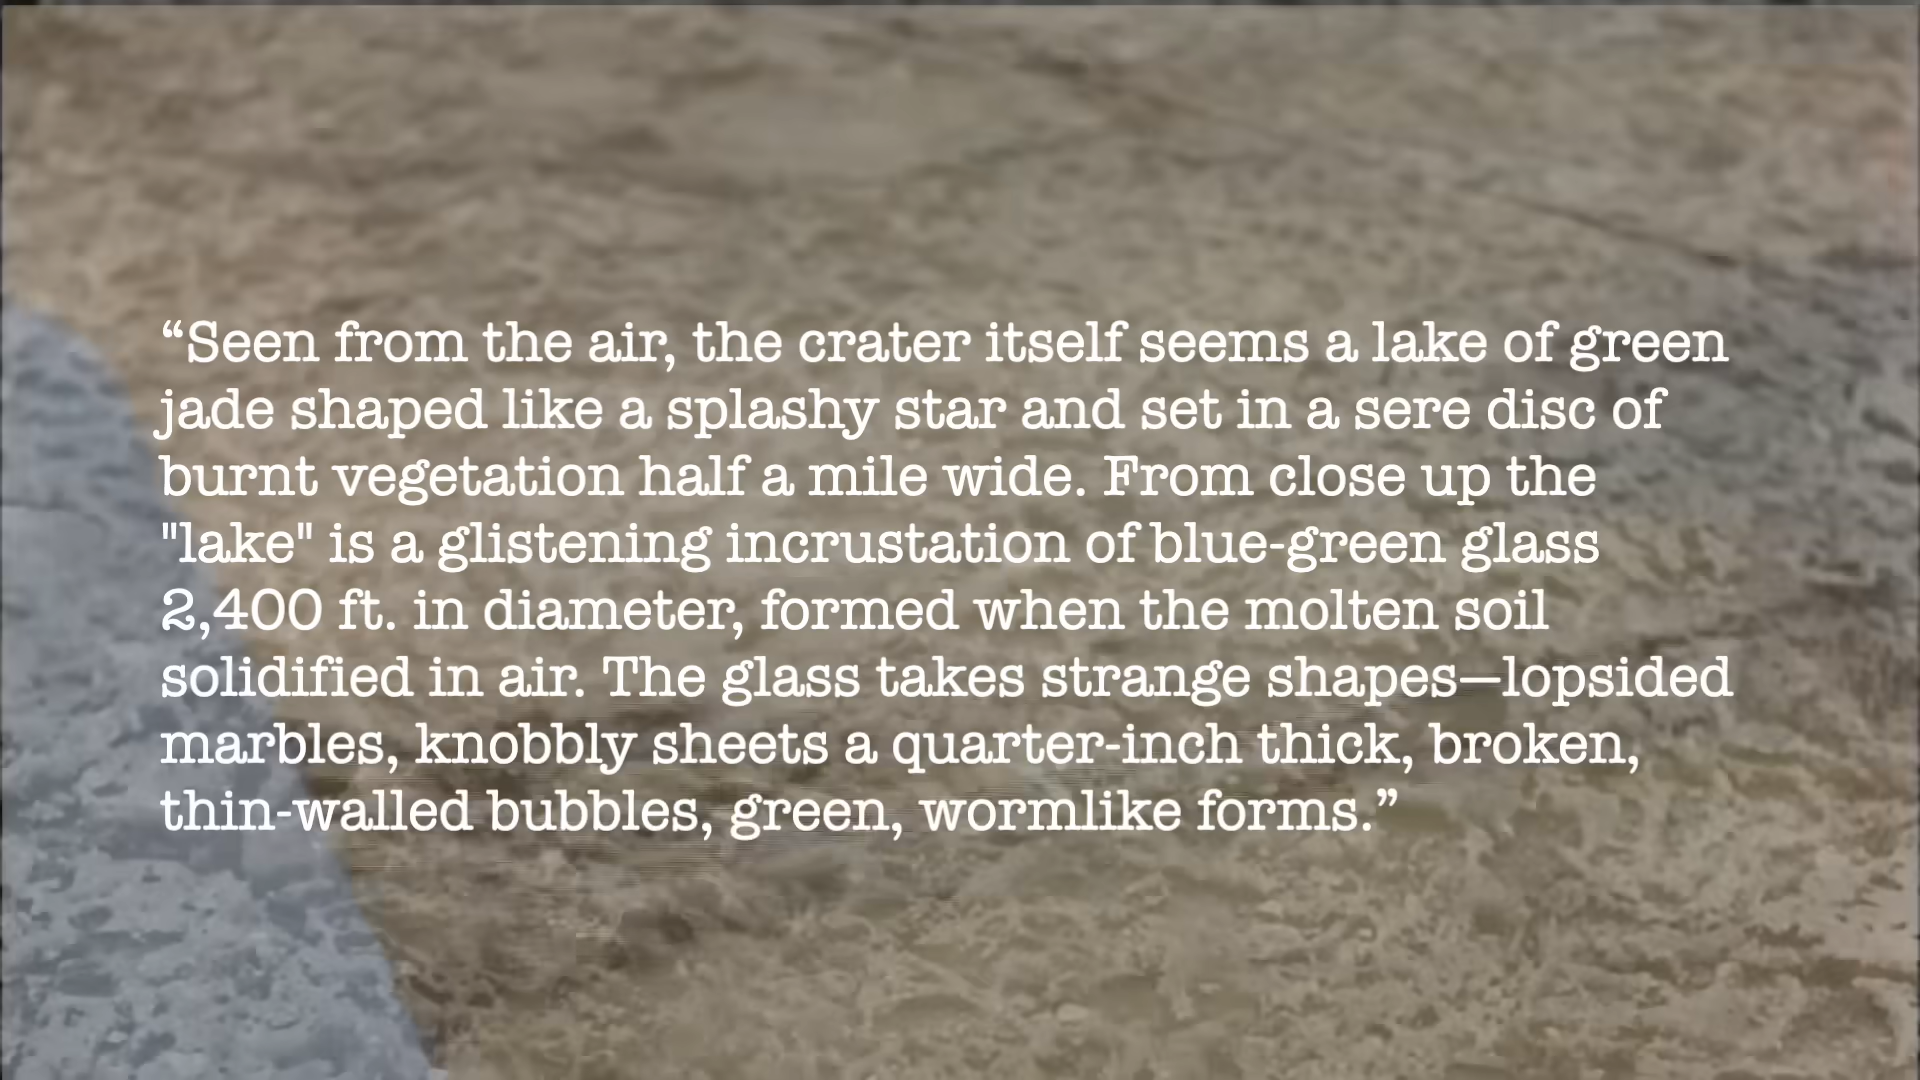 “Seen from the air, the crater itself seems a lake of green
jade shaped like a splashy star and set in a sere disc of
burnt vegetation half a mile wide. From close up the
"lake" is a glistening incrustation of blue-green glass
2,400 ft. in diameter, formed when the molten soil
solidified in air. The glass takes strange shapes—lopsided
marbles, knobbly sheets a quarter-inch thick, broken,
thin-walled bubbles, green, wormlike forms.”